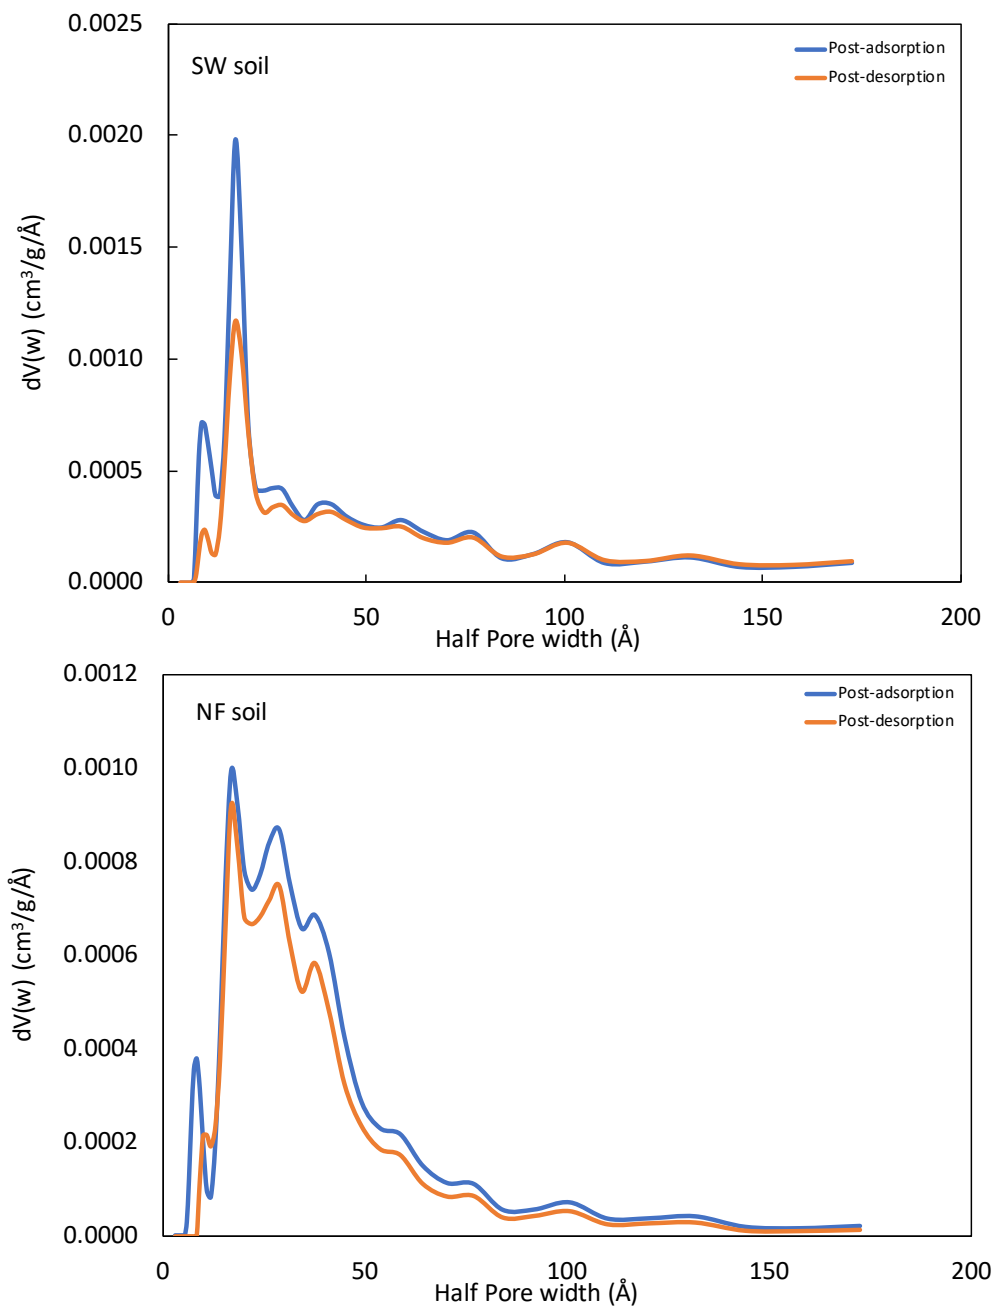 0.0025
SW soil
Post-adsorption
Post-desorption
0.0020
0.0015
0.0010
0.0005
0.0000
dV(w) (cm³/g/Å)
0 50 100 150 200
Half Pore width (Å)
0.0012
NF soil
Post-adsorption
Post-desorption
0.0010
0.0008
0.0006
0.0004
0.0002
0.0000
dV(w) (cm³/g/Å)
0 50 100 150 200
Half Pore width (Å)